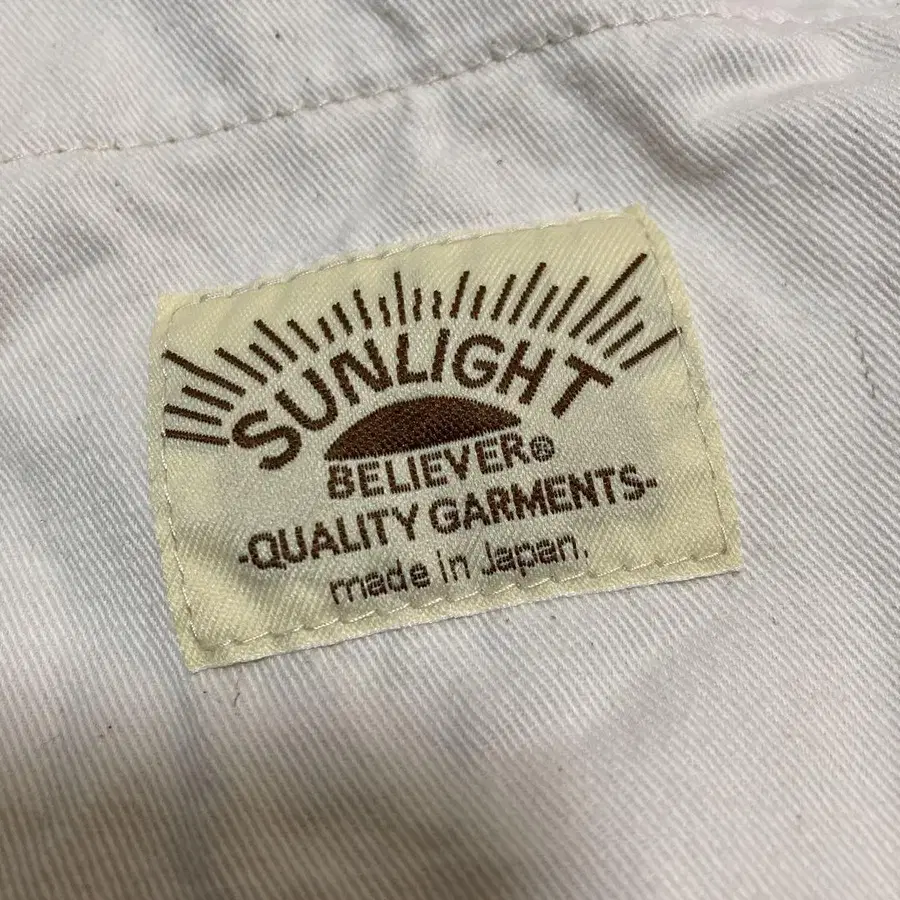 SUNLIGHT
BELIEVER®
-QUALITY GARMENTS-
made in Japan.